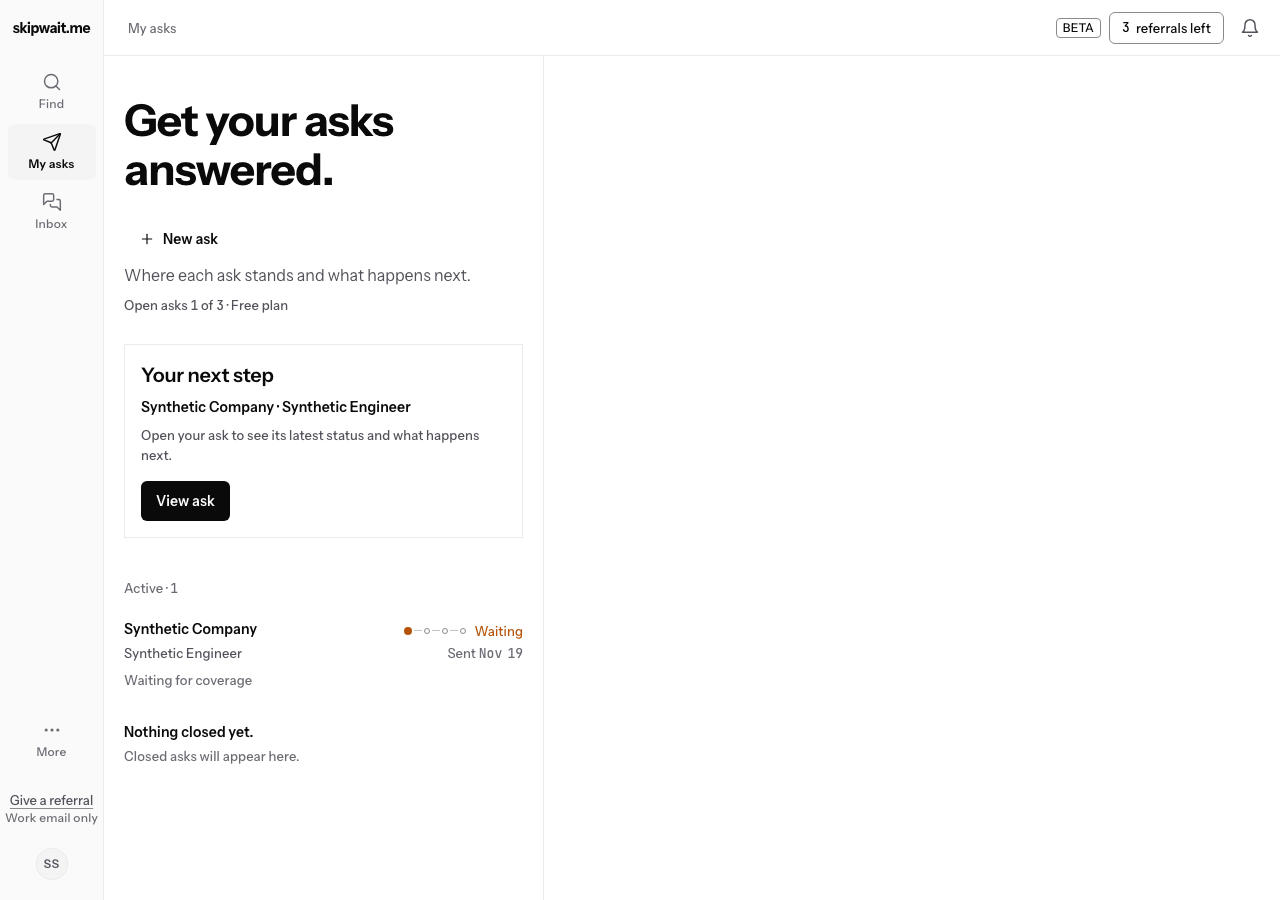 skipwait.me
My asks
BETA
3 referrals left
Find
My asks
Inbox
Get your asks
answered.
New ask
Where each ask stands and what happens next.
Open asks 1 of 3 · Free plan
Your next step
Synthetic Company · Synthetic Engineer
Open your ask to see its latest status and what happens
next.
View ask
Active · 1
Synthetic Company
Waiting
Synthetic Engineer
Sent Nov 19
Waiting for coverage
Nothing closed yet.
Closed asks will appear here.
More
Give a referral
Work email only
SS